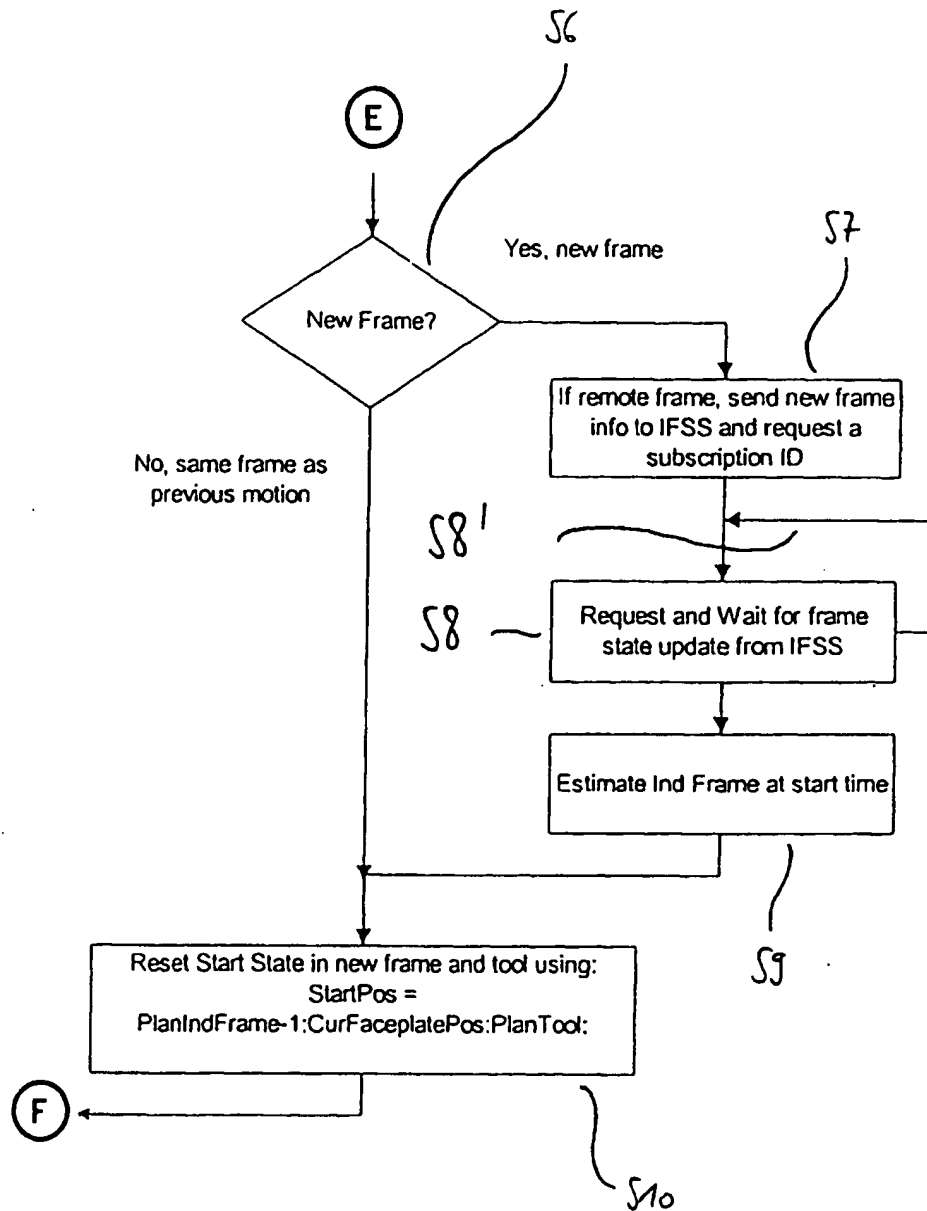 S6
E
Yes, new frame
S7
New Frame?
If remote frame, send new frame
info to IFSS and request a
subscription ID
No, same frame as
previous motion
S8'
S8
Request and Wait for frame
state update from IFSS
Estimate Ind Frame at start time
S9
Reset Start State in new frame and tool using:
StartPos =
PlanIndFrame-1:CurFaceplatePos:PlanTool:
F
S10